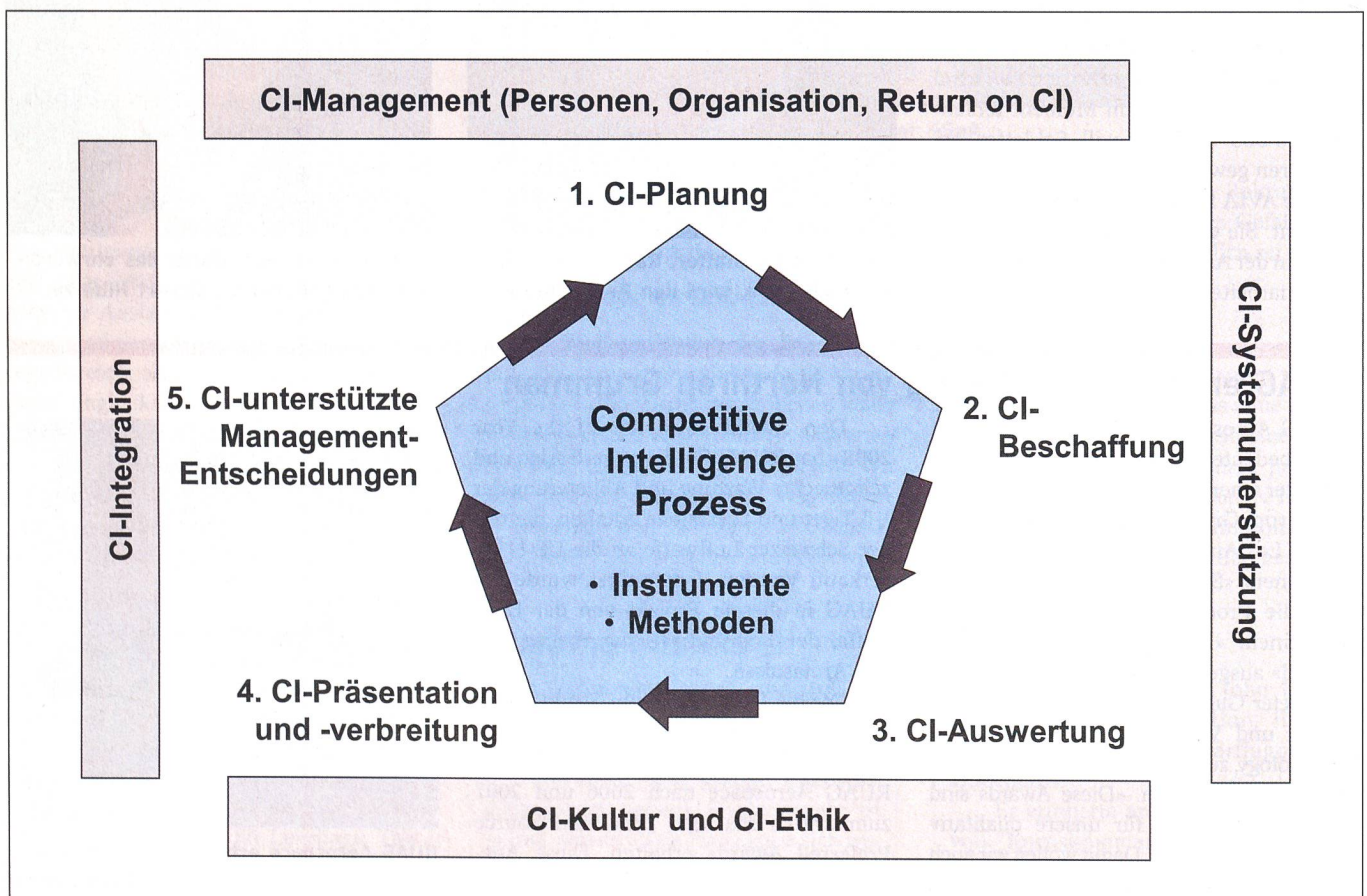 CI-Management (Personen, Organisation, Return on CI)
1. CI-Planung
CI-Integration
CI-Systemunterstützung
5. CI-unterstützte
Management-
Entscheidungen
Competitive
Intelligence
Prozess
• Instrumente
• Methoden
2. CI-
Beschaffung
4. CI-Präsentation
und -verbreitung
3. CI-Auswertung
CI-Kultur und CI-Ethik